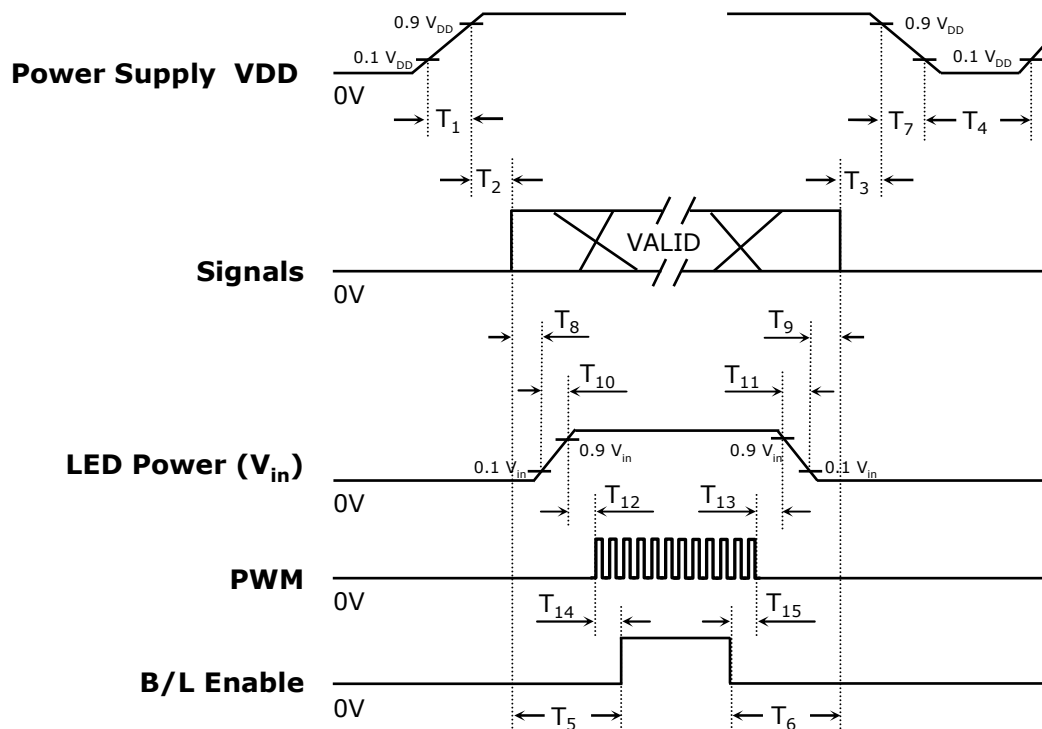 0.9 V_DD
0.9 V_DD
Power Supply VDD
0.1 V_DD
0.1 V_DD
0V
T_1
T_7
T_4
T_2
T_3
VALID
Signals
0V
T_8
T_9
T_10
T_11
LED Power (V_in)
0.9 V_in
0.9 V_in
0.1 V_in
0.1 V_in
0V
T_12
T_13
PWM
0V
T_14
T_15
B/L Enable
0V
T_5
T_6